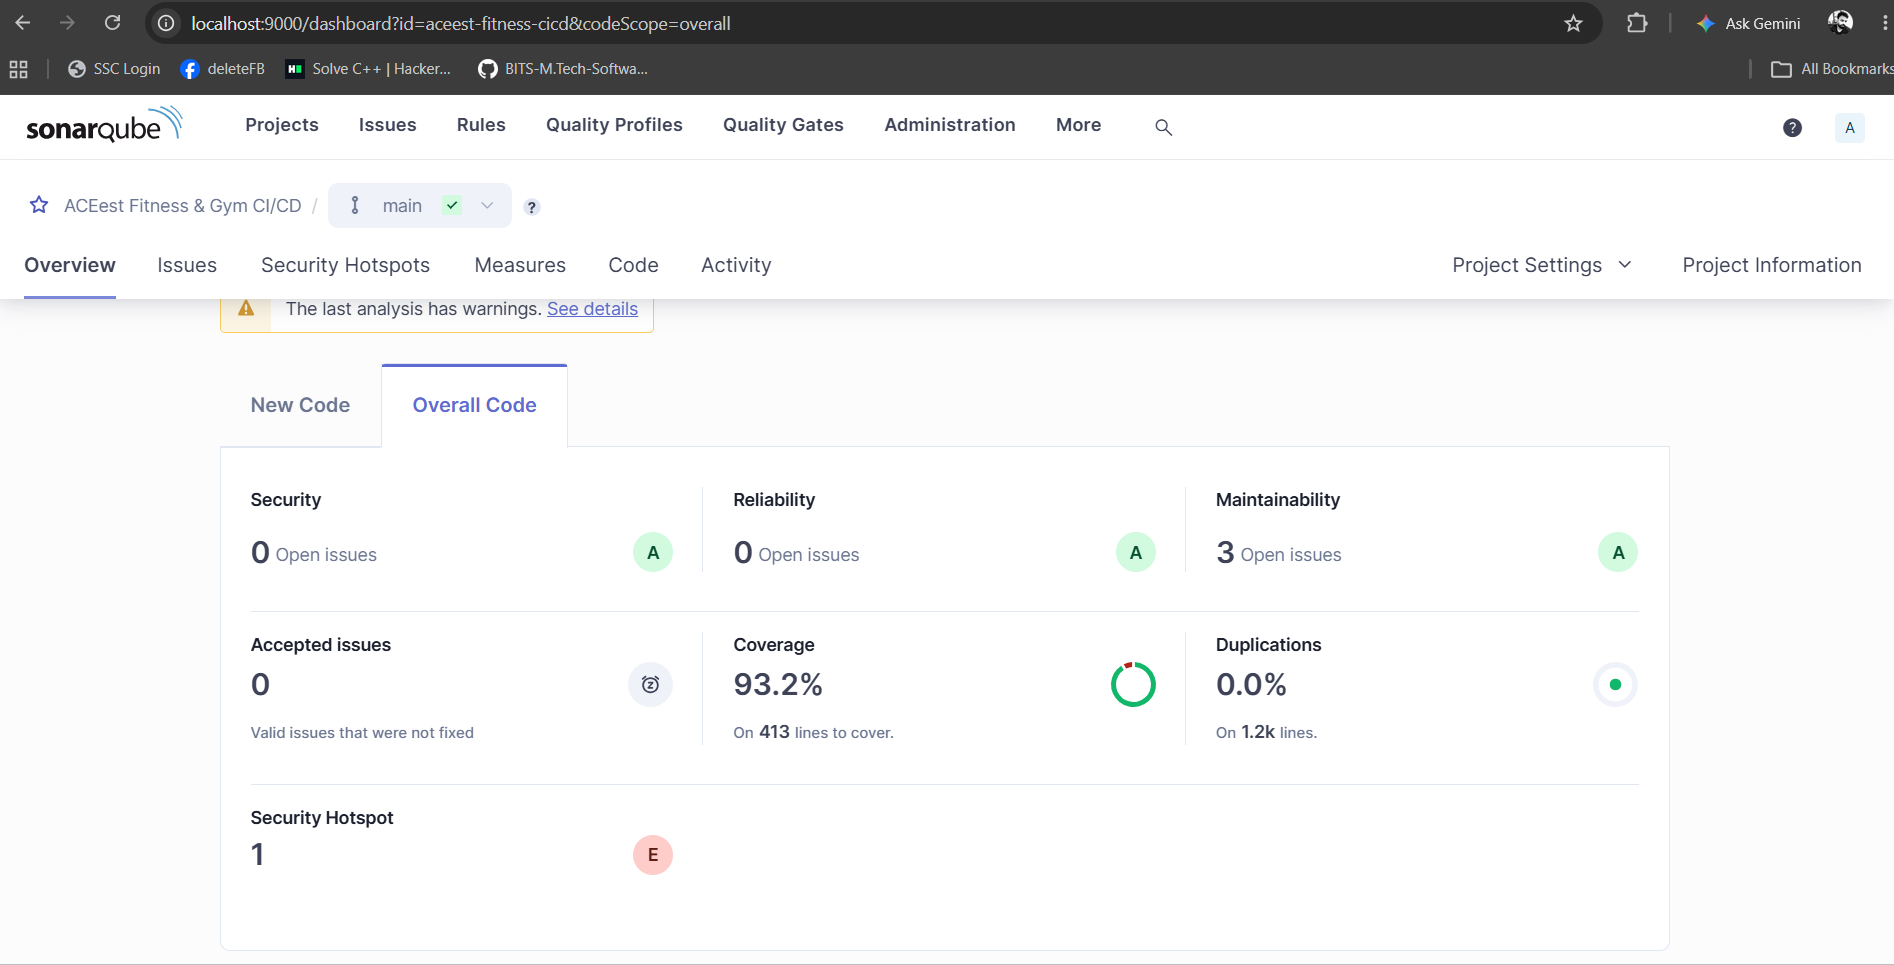 localhost:9000/dashboard?id=aceest-fitness-cicd&codeScope=overall
Ask Gemini
SSC Login
deleteFB
Solve C++ | Hacker...
BITS-M.Tech-Softwa...
All Bookmarks
sonarqube
Projects
Issues
Rules
Quality Profiles
Quality Gates
Administration
More
?
A
ACEest Fitness & Gym CI/CD /
main
?
Overview
Issues
Security Hotspots
Measures
Code
Activity
Project Settings
Project Information
The last analysis has warnings. See details
New Code
Overall Code
Security
0 Open issues
A
Reliability
0 Open issues
A
Maintainability
3 Open issues
A
Accepted issues
0
Valid issues that were not fixed
Coverage
93.2%
On 413 lines to cover.
Duplications
0.0%
On 1.2k lines.
Security Hotspot
1
E